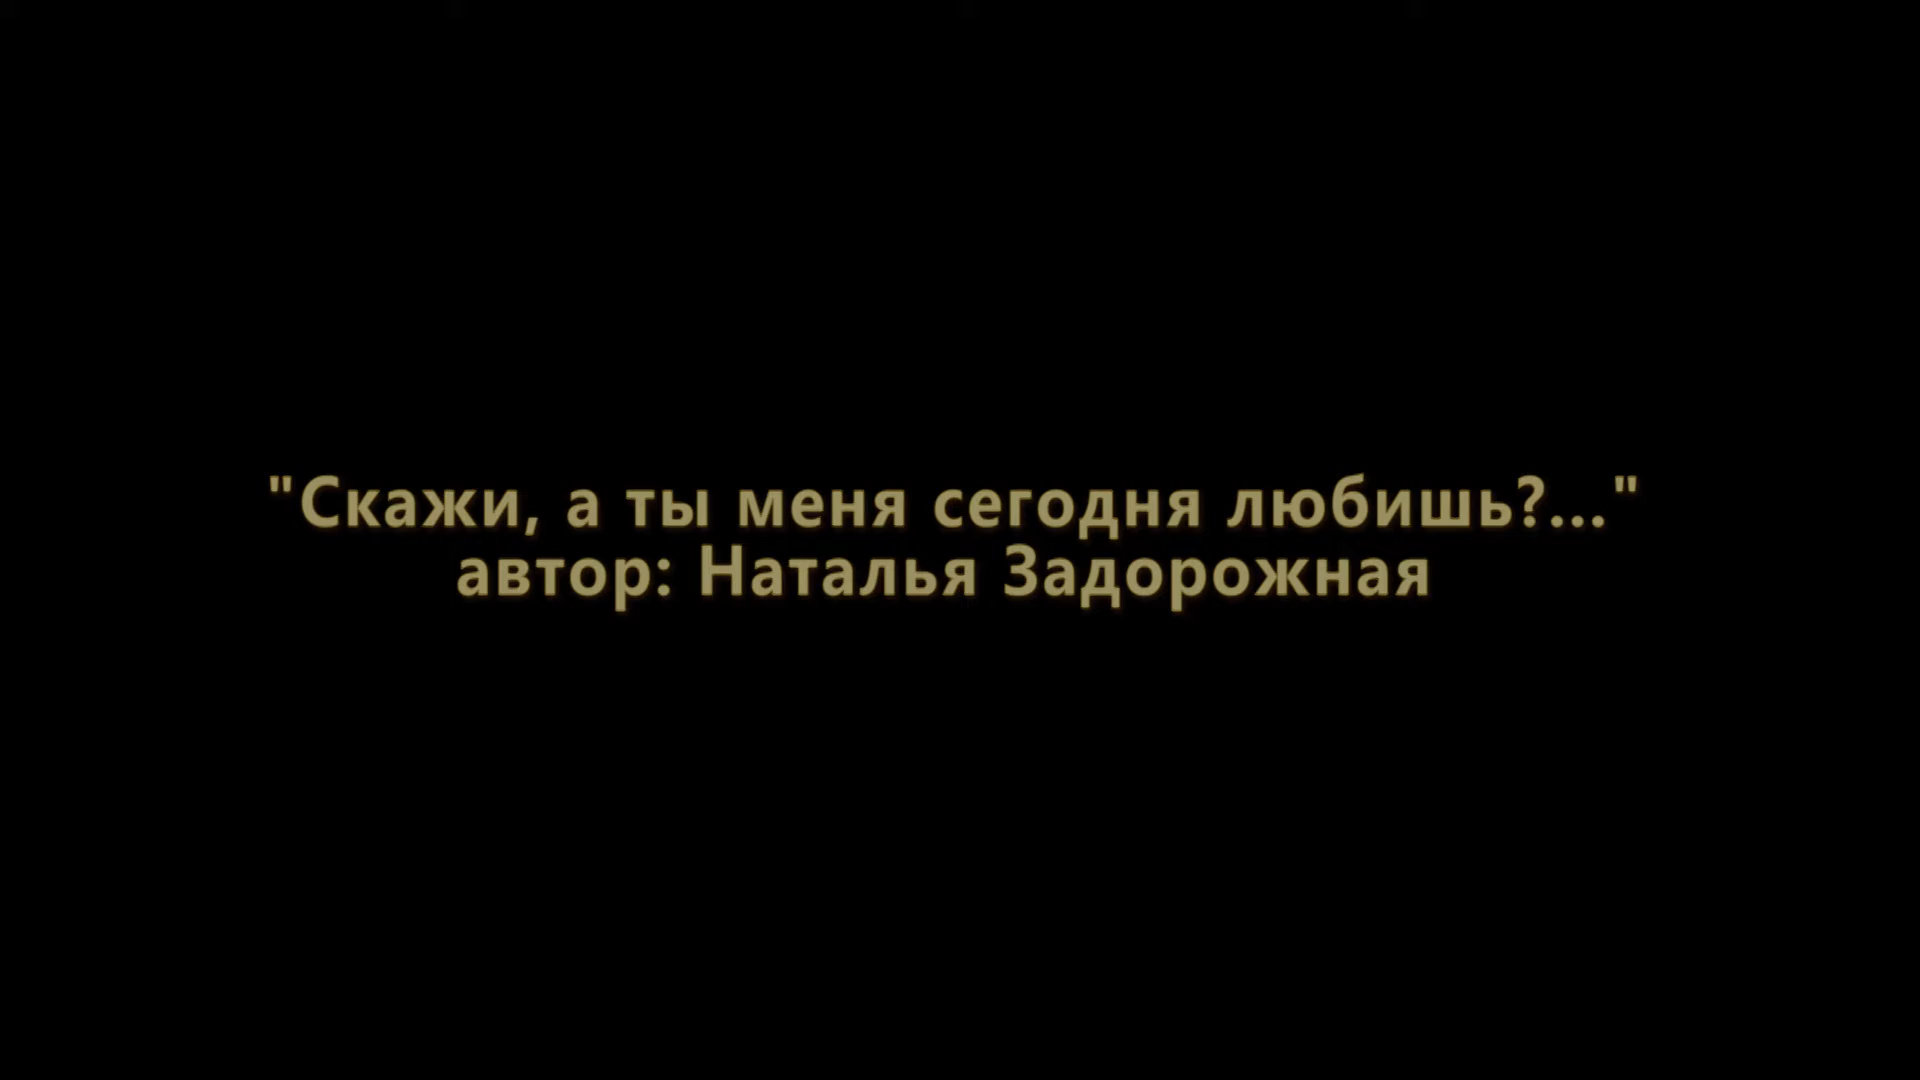 "Скажи, а ты меня сегодня любишь?..."
автор: Наталья Задорожная